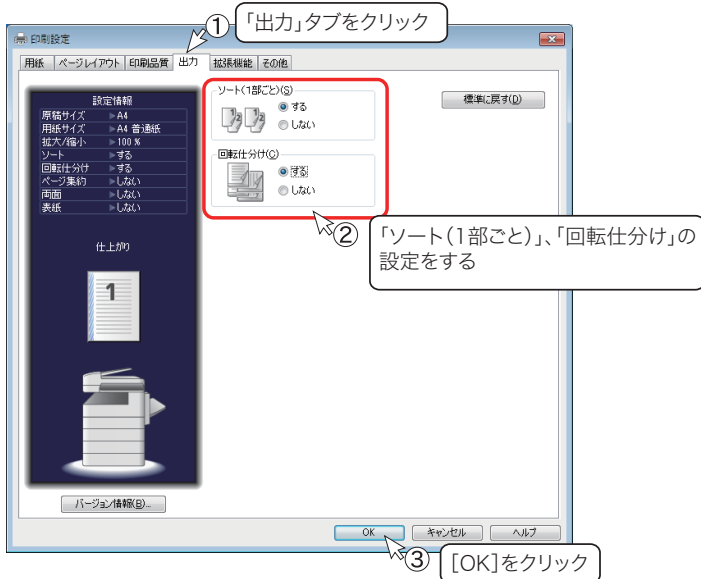 ① 「出力」タブをクリック
印刷設定
用紙 ページレイアウト 印刷品質 出力 拡張機能 その他
設定情報
原稿サイズ ▶A4
用紙サイズ ▶A4 普通紙
拡大/縮小 ▶100 %
ソート ▶する
回転仕分け ▶する
ページ集約 ▶しない
両面 ▶しない
表紙 ▶しない
仕上がり
1
ソート(1部ごと)(S)
1 2 1 2
する
しない
回転仕分け(C)
する
しない
標準に戻す(D)
② 「ソート(1部ごと)」、「回転仕分け」の
設定をする
バージョン情報(B)...
OK キャンセル ヘルプ
③ [OK]をクリック